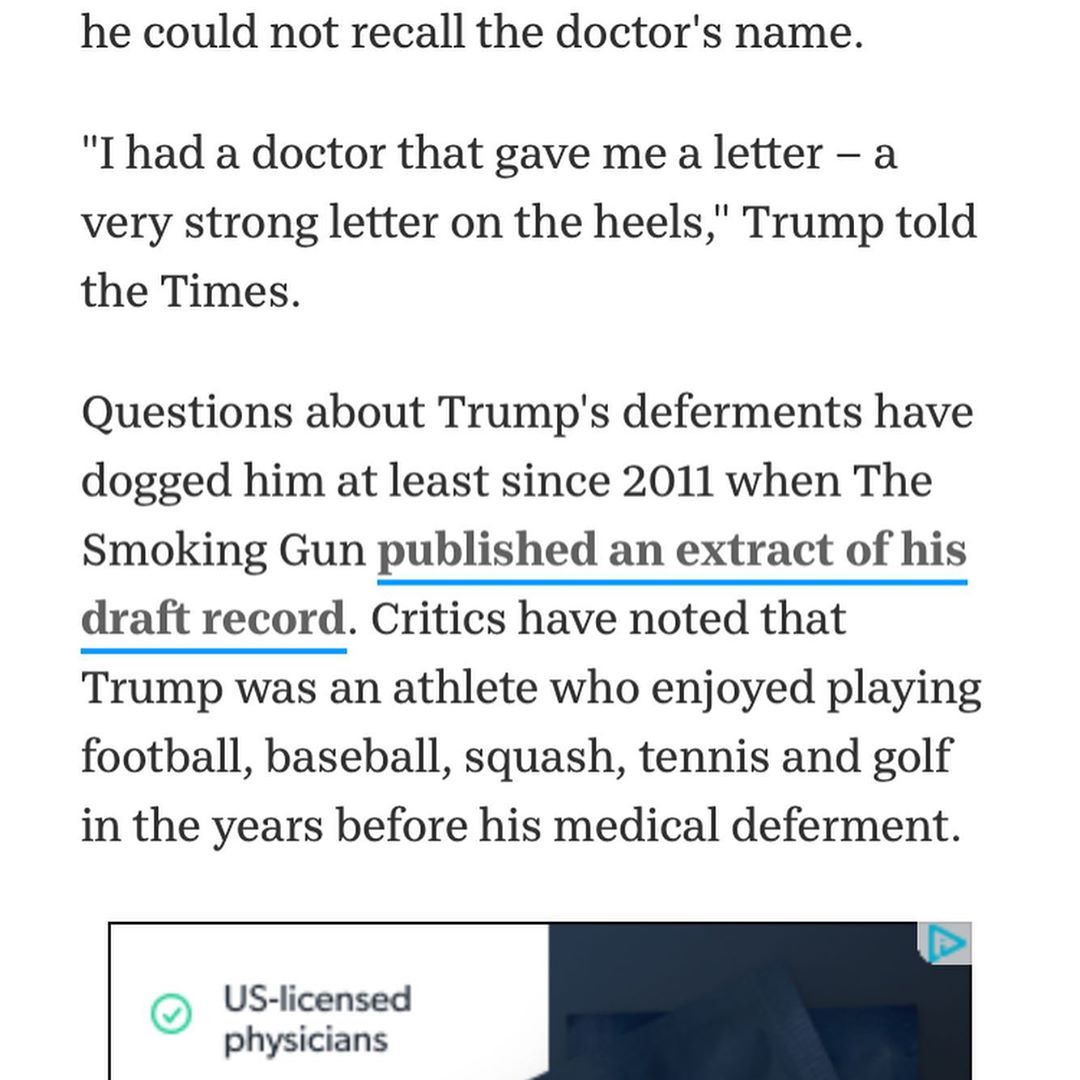 he could not recall the doctor's name.
"I had a doctor that gave me a letter – a
very strong letter on the heels," Trump told
the Times.
Questions about Trump's deferments have
dogged him at least since 2011 when The
Smoking Gun published an extract of his
draft record. Critics have noted that
Trump was an athlete who enjoyed playing
football, baseball, squash, tennis and golf
in the years before his medical deferment.
US-licensed
physicians